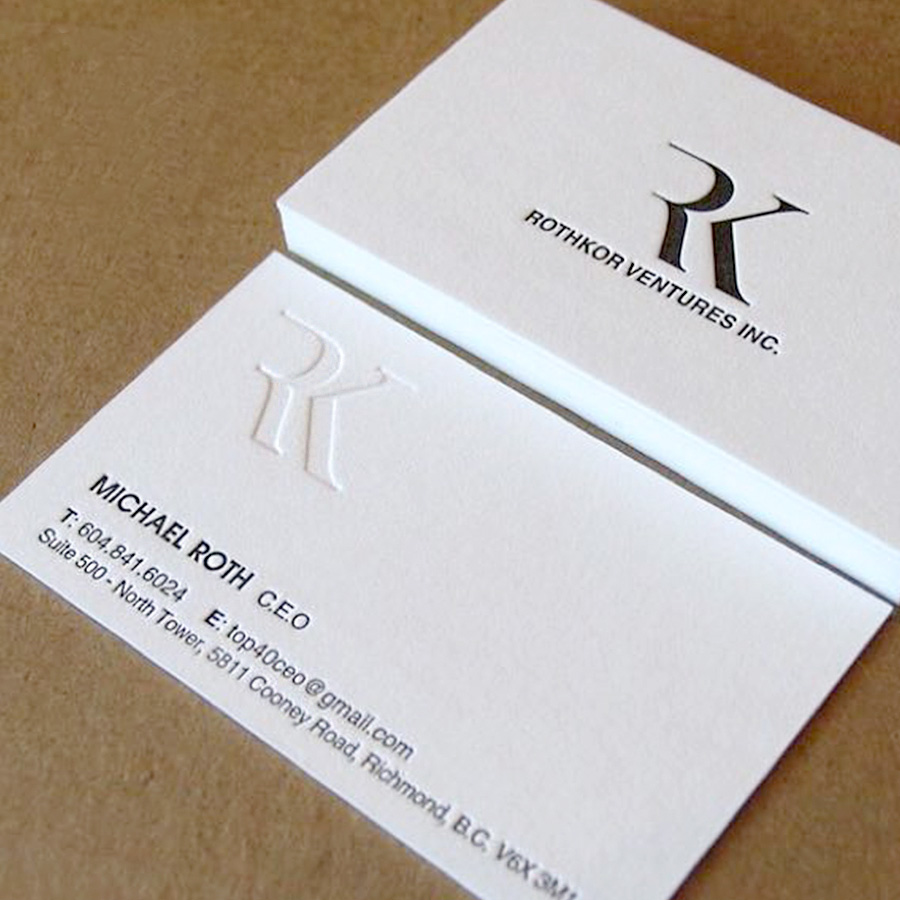 RK
ROTHKOR VENTURES INC.
RK
MICHAEL ROTH C.E.O
T: 604.841.6024 E: top40ceo@gmail.com
Suite 500 - North Tower, 5811 Cooney Road, Richmond, B.C. V6X 3M1